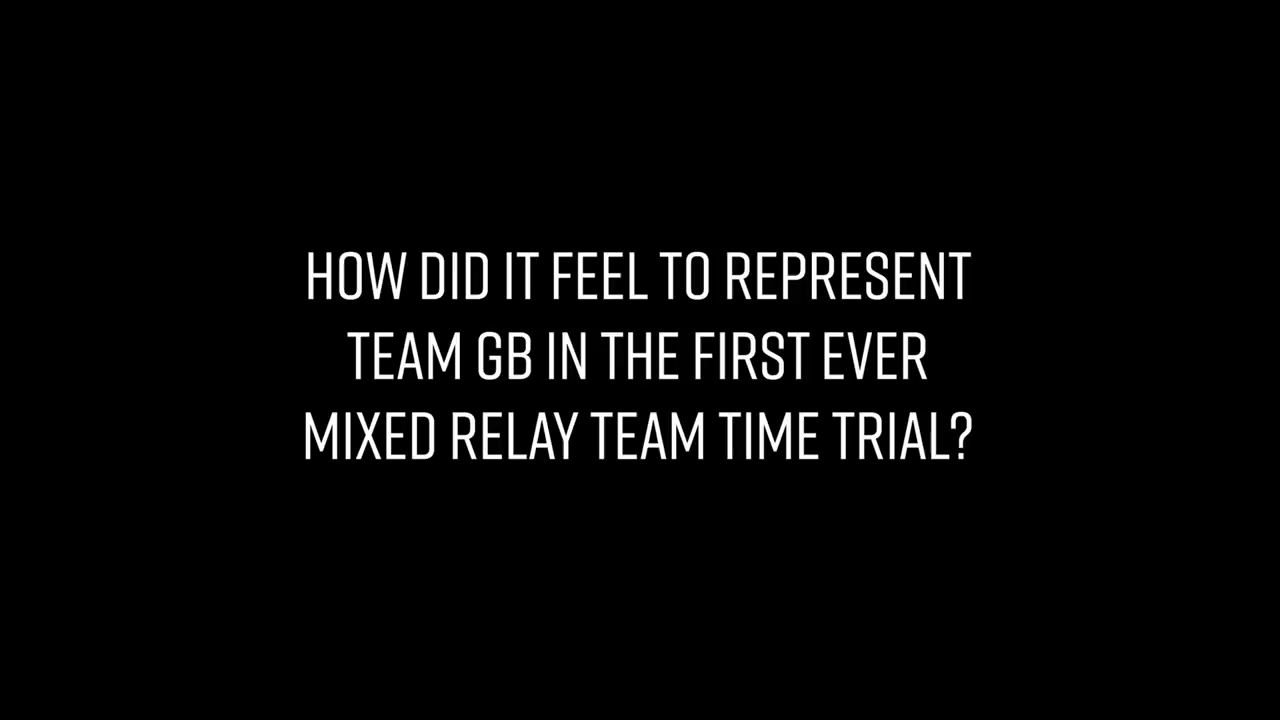 HOW DID IT FEEL TO REPRESENT
TEAM GB IN THE FIRST EVER
MIXED RELAY TEAM TIME TRIAL?